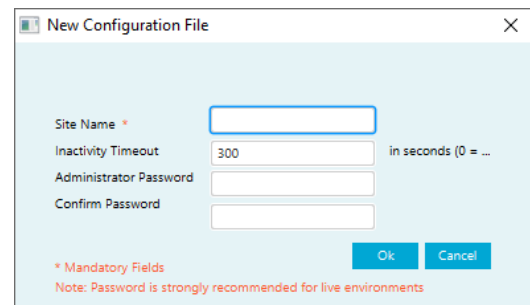 New Configuration File
Site Name *
Inactivity Timeout 300 in seconds (0 = ...
Administrator Password
Confirm Password
Ok Cancel
* Mandatory Fields
Note: Password is strongly recommended for live environments